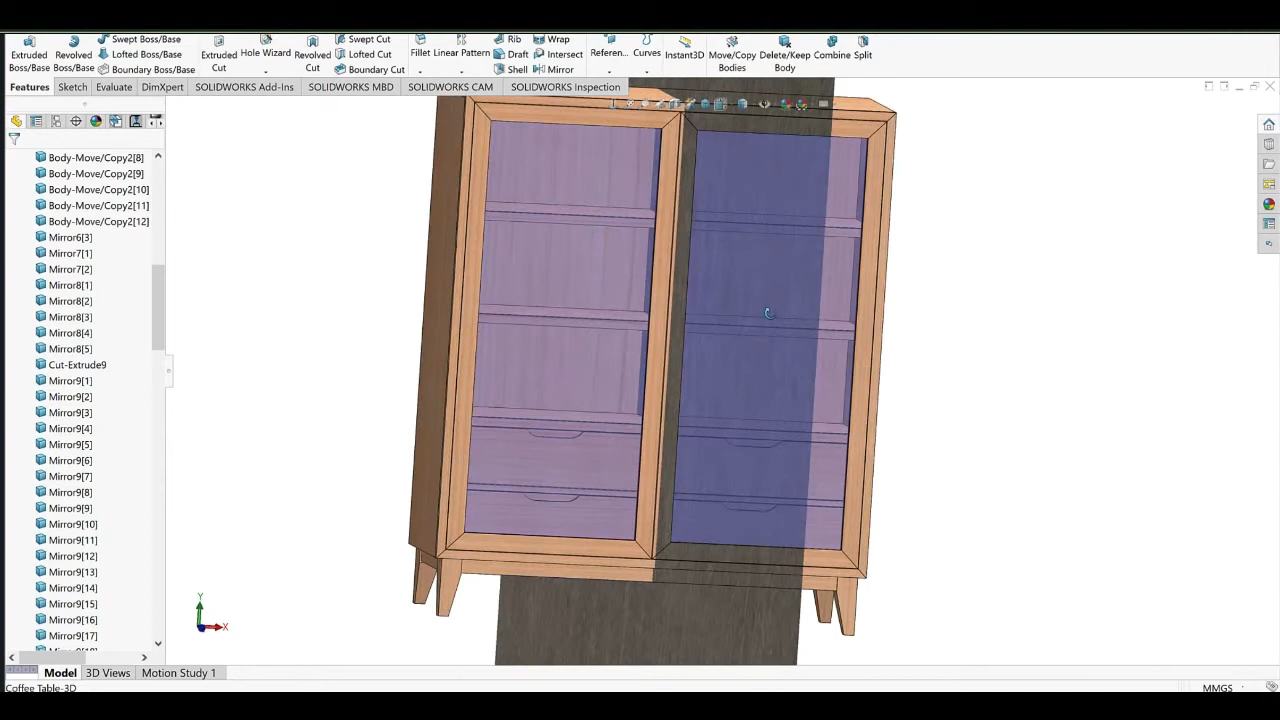 Extruded Boss/Base
Revolved Boss/Base
Swept Boss/Base
Lofted Boss/Base
Boundary Boss/Base
Extruded Cut
Hole Wizard
Revolved Cut
Swept Cut
Lofted Cut
Boundary Cut
Fillet
Linear Pattern
Rib
Draft
Shell
Wrap
Intersect
Mirror
Referen...
Curves
Instant3D
Move/Copy Bodies
Delete/Keep Body
Combine
Split
Features
Sketch
Evaluate
DimXpert
SOLIDWORKS Add-Ins
SOLIDWORKS MBD
SOLIDWORKS CAM
SOLIDWORKS Inspection
Body-Move/Copy2[8]
Body-Move/Copy2[9]
Body-Move/Copy2[10]
Body-Move/Copy2[11]
Body-Move/Copy2[12]
Mirror6[3]
Mirror7[1]
Mirror7[2]
Mirror8[1]
Mirror8[2]
Mirror8[3]
Mirror8[4]
Mirror8[5]
Cut-Extrude9
Mirror9[1]
Mirror9[2]
Mirror9[3]
Mirror9[4]
Mirror9[5]
Mirror9[6]
Mirror9[7]
Mirror9[8]
Mirror9[9]
Mirror9[10]
Mirror9[11]
Mirror9[12]
Mirror9[13]
Mirror9[14]
Mirror9[15]
Mirror9[16]
Mirror9[17]
Y
X
Model
3D Views
Motion Study 1
Coffee Table-3D
MMGS